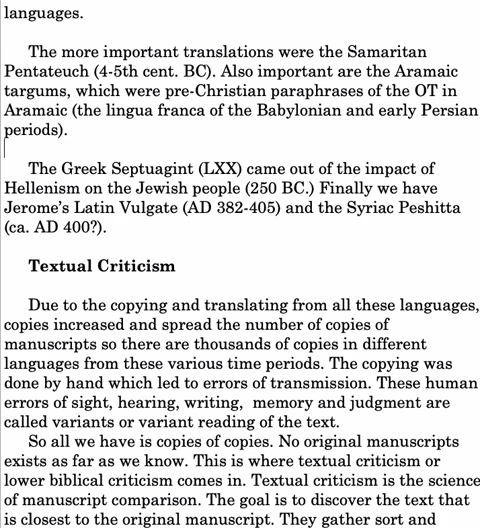 languages.
The more important translations were the Samaritan
Pentateuch (4-5th cent. BC). Also important are the Aramaic
targums, which were pre-Christian paraphrases of the OT in
Aramaic (the lingua franca of the Babylonian and early Persian
periods).
The Greek Septuagint (LXX) came out of the impact of
Hellenism on the Jewish people (250 BC.) Finally we have
Jerome's Latin Vulgate (AD 382-405) and the Syriac Peshitta
(ca. AD 400?).
Textual Criticism
Due to the copying and translating from all these languages,
copies increased and spread the number of copies of
manuscripts so there are thousands of copies in different
languages from these various time periods. The copying was
done by hand which led to errors of transmission. These human
errors of sight, hearing, writing,  memory and judgment are
called variants or variant reading of the text.
So all we have is copies of copies. No original manuscripts
exists as far as we know. This is where textual criticism or
lower biblical criticism comes in. Textual criticism is the science
of manuscript comparison. The goal is to discover the text that
is closest to the original manuscript. They gather sort and